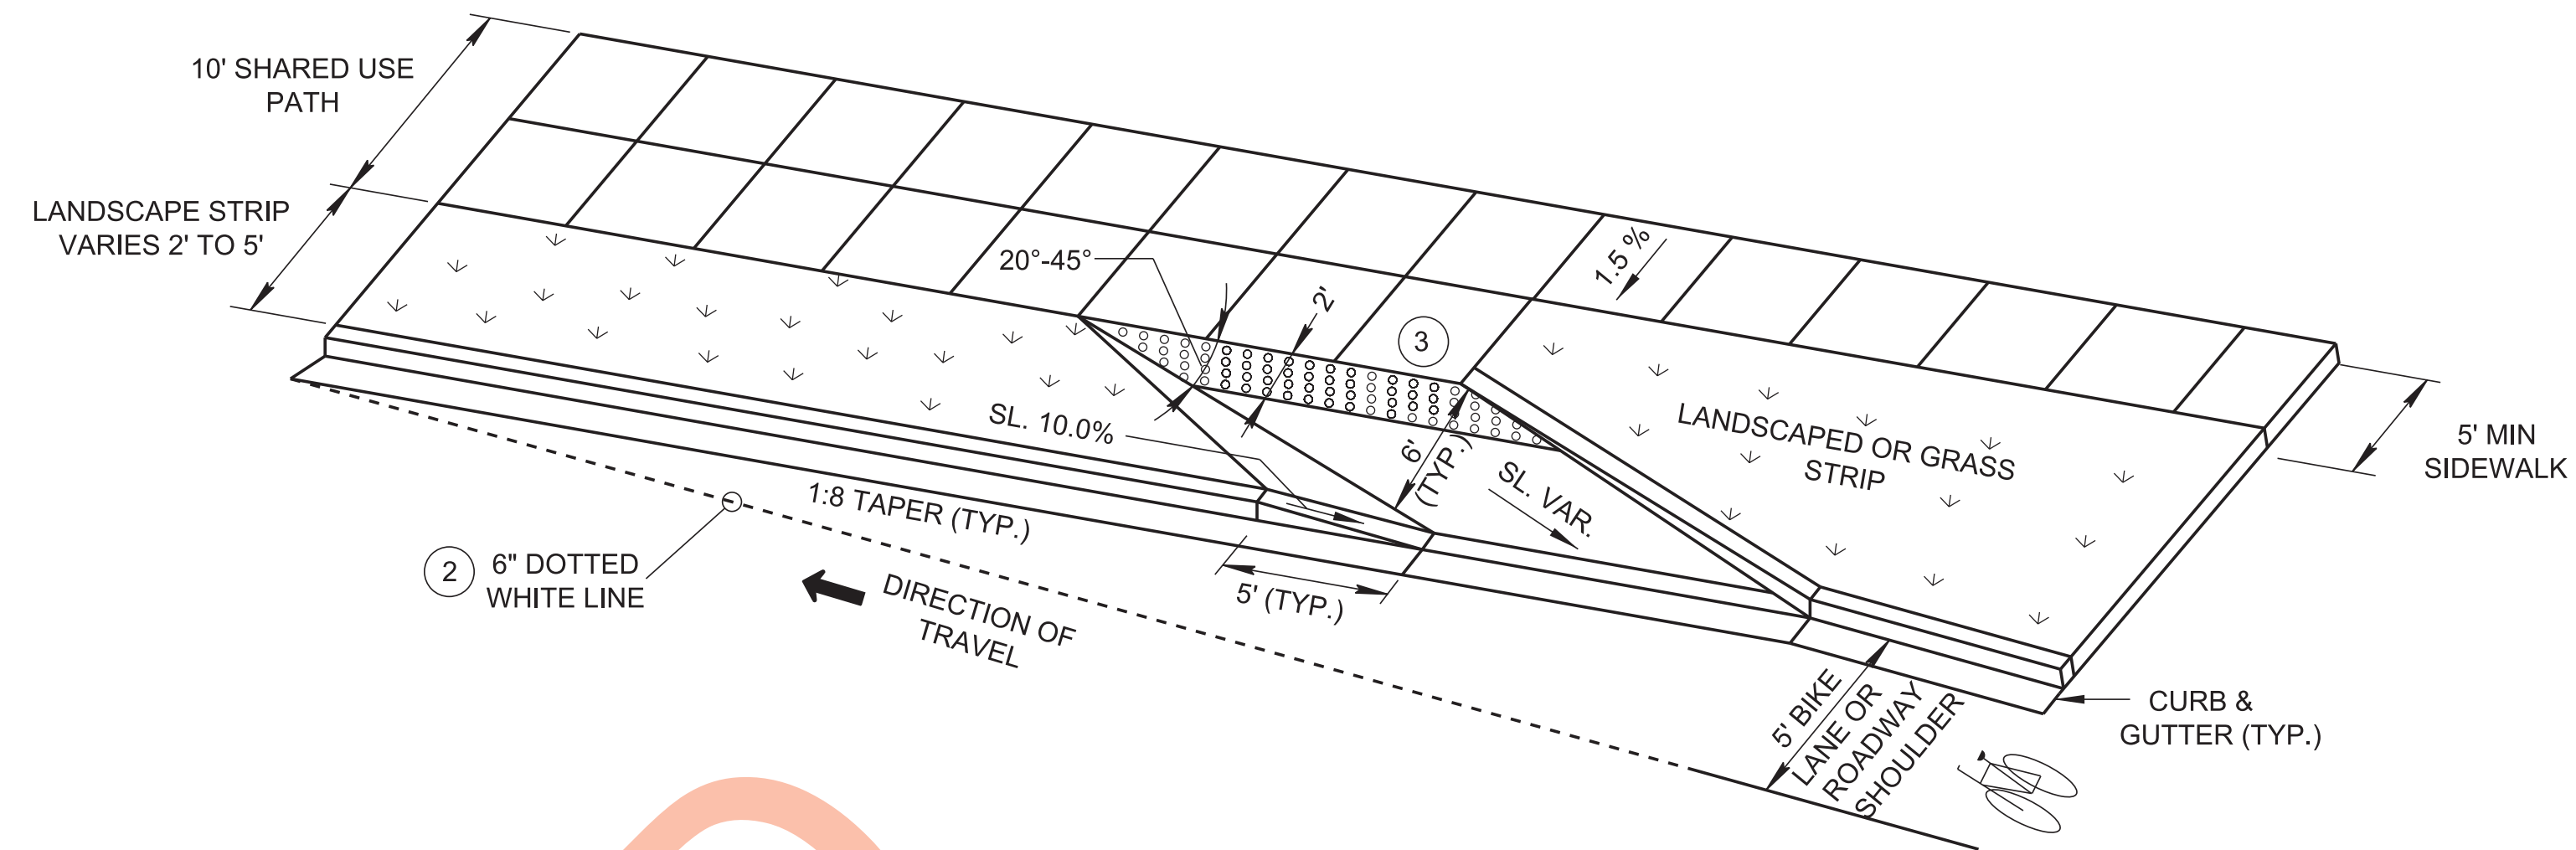 10' SHARED USE
PATH
LANDSCAPE STRIP
VARIES 2' TO 5'
20°-45°
2'
3
1.5 %
SL. 10.0%
6'
(TYP.)
SL. VAR.
LANDSCAPED OR GRASS
STRIP
5' MIN
SIDEWALK
1:8 TAPER (TYP.)
2
6" DOTTED
WHITE LINE
DIRECTION OF
TRAVEL
5' (TYP.)
5' BIKE
LANE OR
ROADWAY
SHOULDER
CURB &
GUTTER (TYP.)